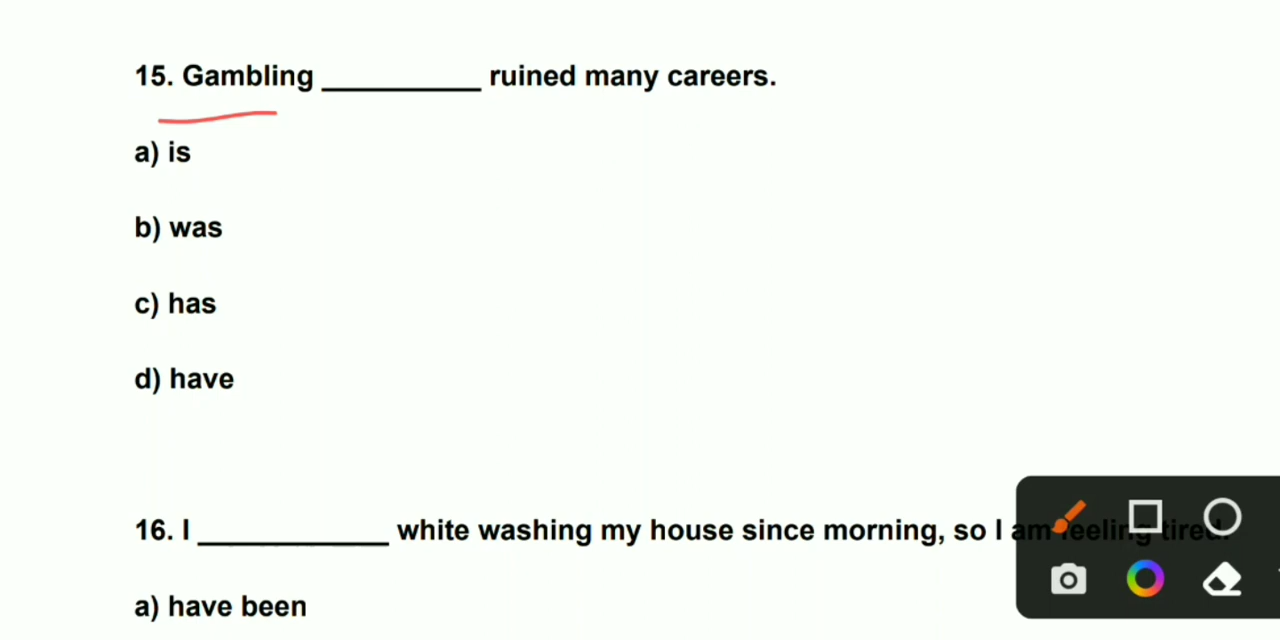 15. Gambling __________ ruined many careers.
a) is
b) was
c) has
d) have
16. I ____________ white washing my house since morning, so I am feeling tired.
a) have been